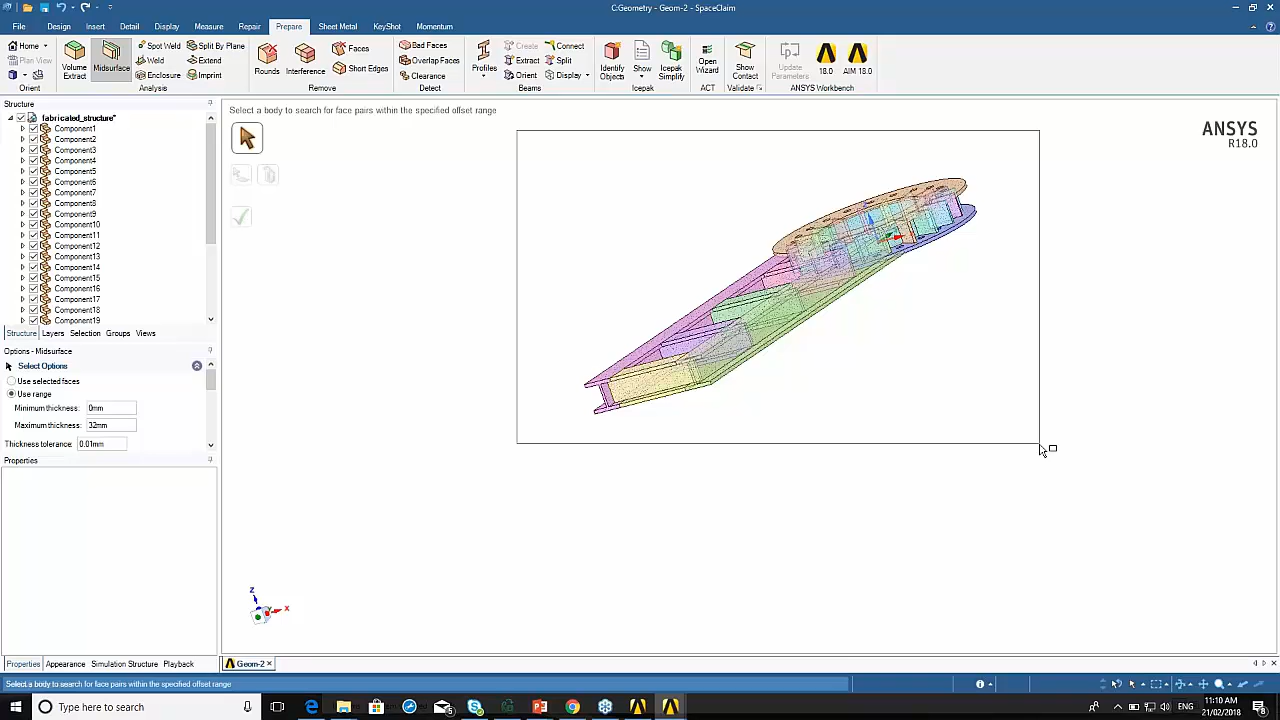 C:Geometry - Geom-2 - SpaceClaim
File Design Insert Detail Display Measure Repair Prepare Sheet Metal KeyShot Momentum
Home
Plan View
Orient
Volume Extract
Midsurface
Spot Weld
Weld
Enclosure
Split By Plane
Extend
Imprint
Analysis
Rounds
Interference
Faces
Short Edges
Remove
Bad Faces
Overlap Faces
Clearance
Detect
Profiles
Create
Extract
Orient
Connect
Split
Display
Beams
Identify Objects
Show
Icepak Simplify
Icepak
Open Wizard
ACT
Show Contact
Validate
Update Parameters
18.0
AIM 18.0
ANSYS Workbench
Structure
fabricated_structure*
Component1
Component2
Component3
Component4
Component5
Component6
Component7
Component8
Component9
Component10
Component11
Component12
Component13
Component14
Component15
Component16
Component17
Component18
Component19
Structure Layers Selection Groups Views
Options - Midsurface
Select Options
Use selected faces
Use range
Minimum thickness: 0mm
Maximum thickness: 32mm
Thickness tolerance: 0.01mm
Properties
Properties Appearance Simulation Structure Playback
Select a body to search for face pairs within the specified offset range
ANSYS
R18.0
Z
X
Geom-2
Select a body to search for face pairs within the specified offset range
Type here to search
ENG
11:10 AM
21/02/2018